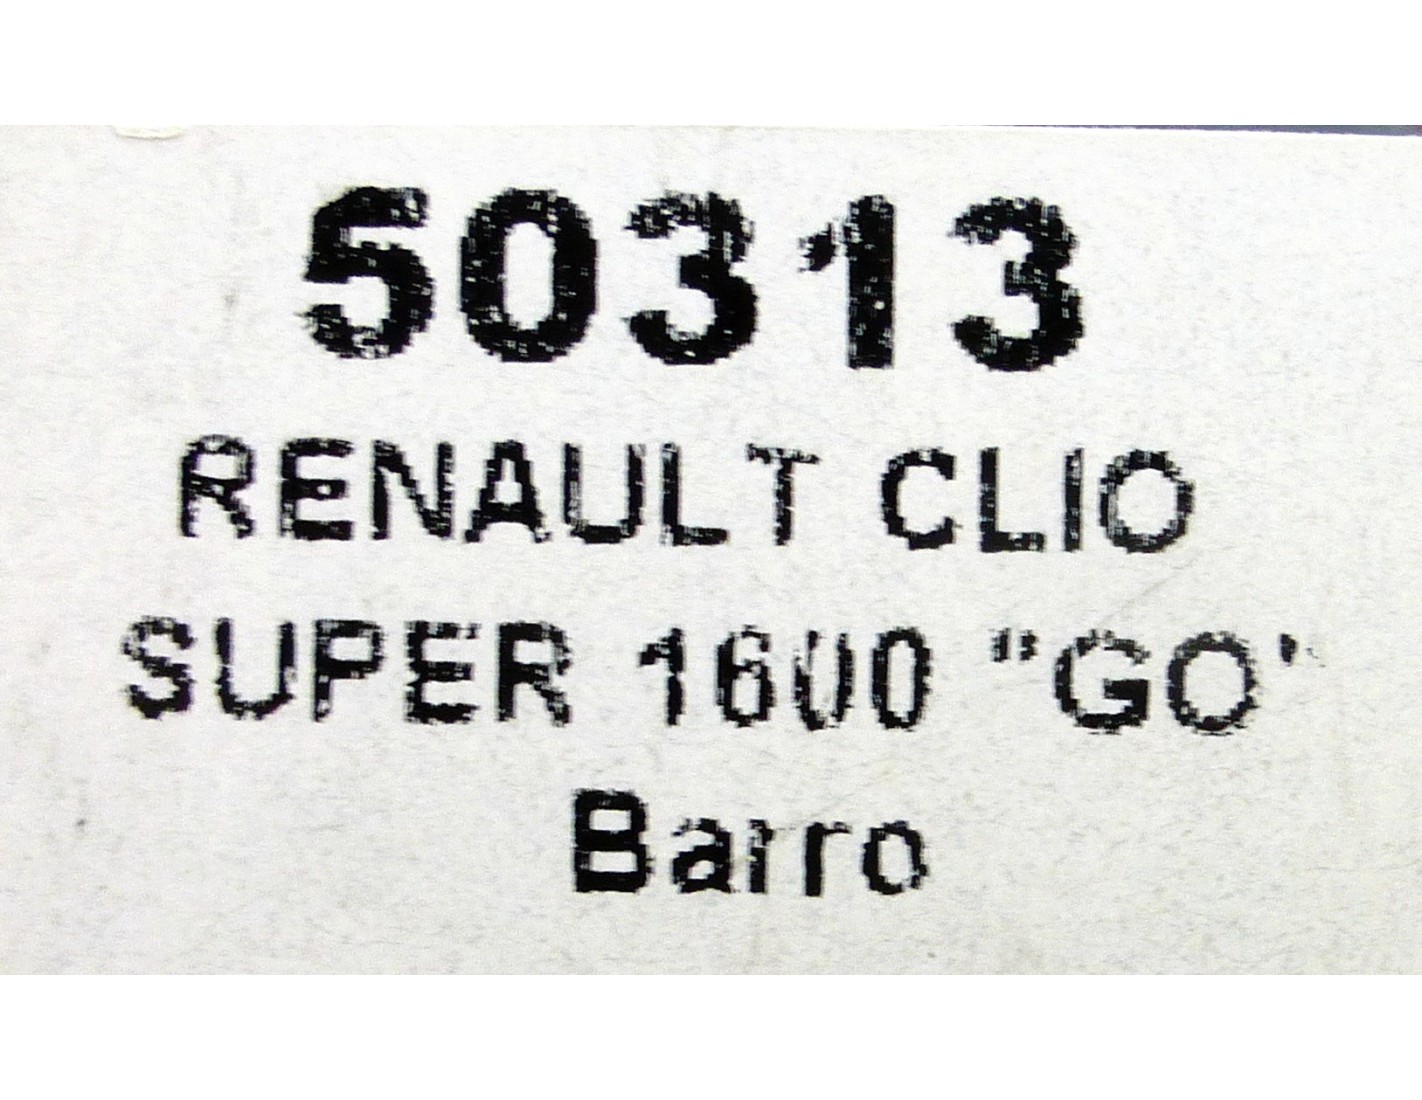 50313
RENAULT CLIO
SUPER 1600 "GO"
Barro